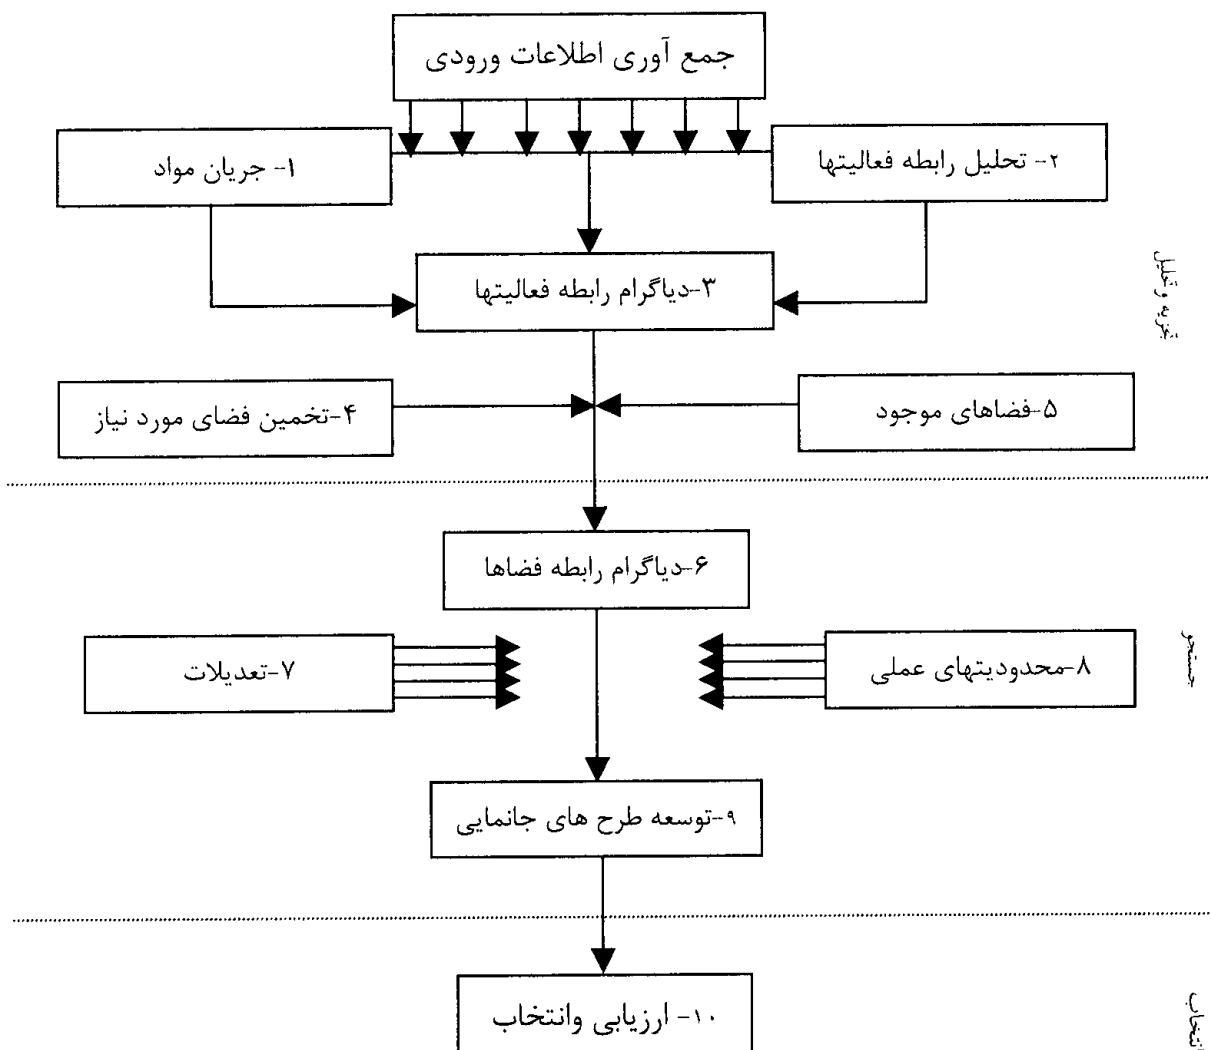 جمع آوری اطلاعات ورودی
۱- جریان مواد
۲- تحلیل رابطه فعالیتها
۳-دیاگرام رابطه فعالیتها
تجزیه و تحلیل
۴-تخمین فضای مورد نیاز
۵-فضاهای موجود
۶-دیاگرام رابطه فضاها
۷-تعدیلات
۸-محدودیتهای عملی
جستجو
۹-توسعه طرح های جانمایی
۱۰- ارزیابی وانتخاب
انتخاب